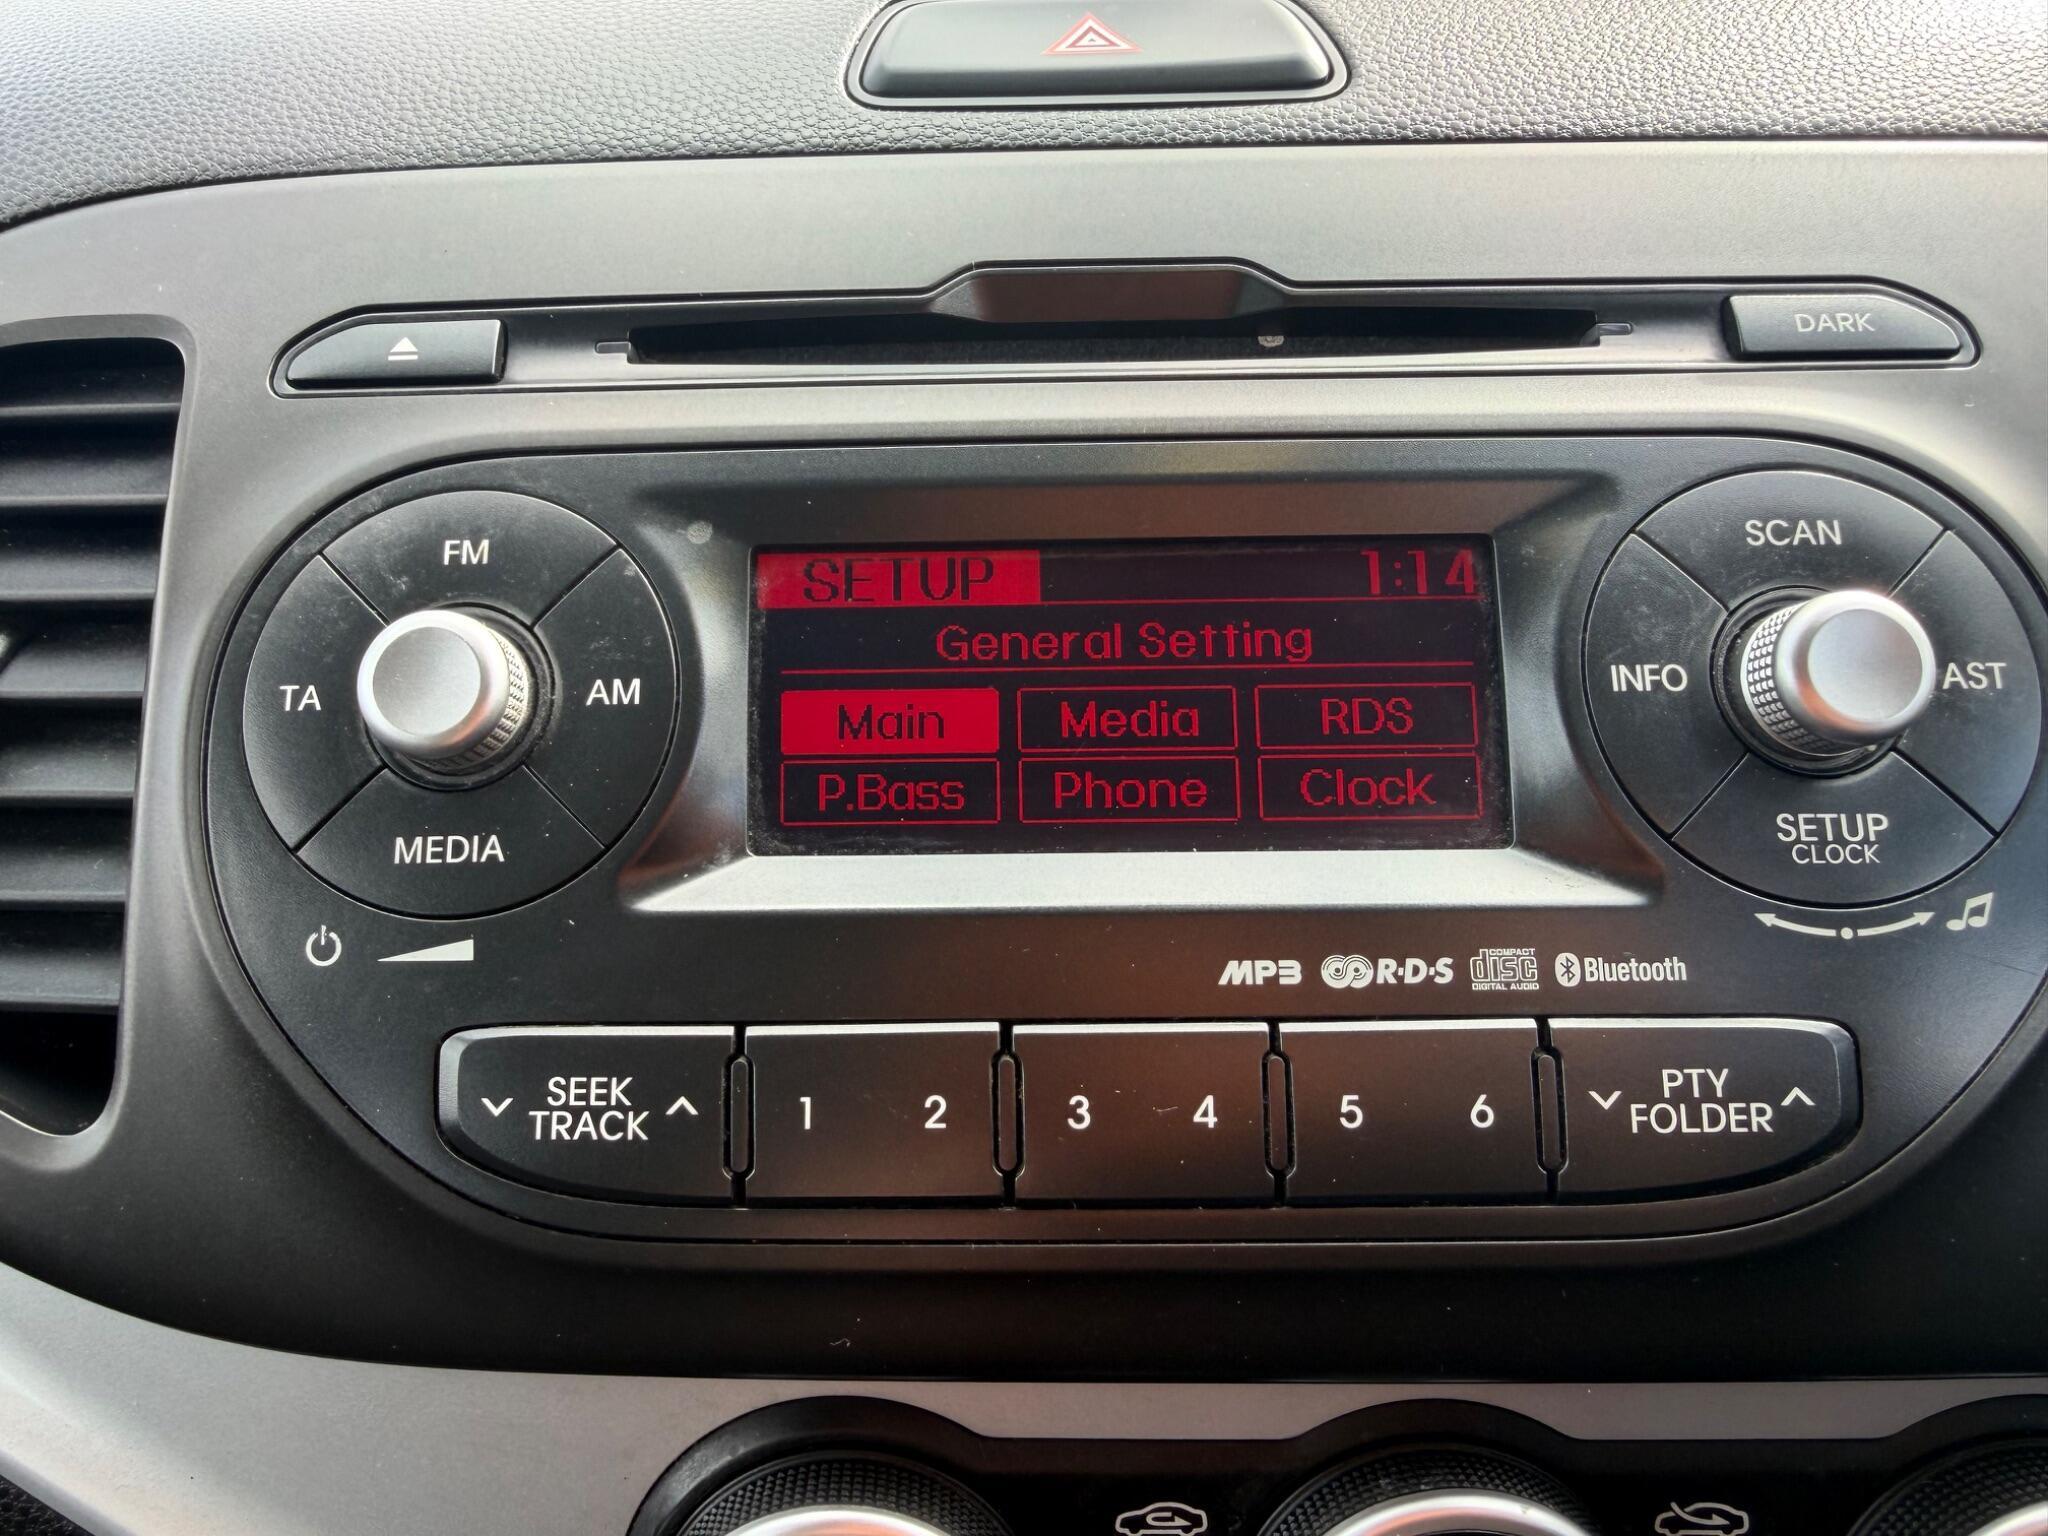 DARK
FM
TA
AM
MEDIA
SETUP 1:14
General Setting
Main Media RDS
P.Bass Phone Clock
SCAN
INFO
AST
SETUP
CLOCK
MP3 R·D·S COMPACT disc DIGITAL AUDIO Bluetooth
SEEK
TRACK
1 2 3 4 5 6
PTY
FOLDER